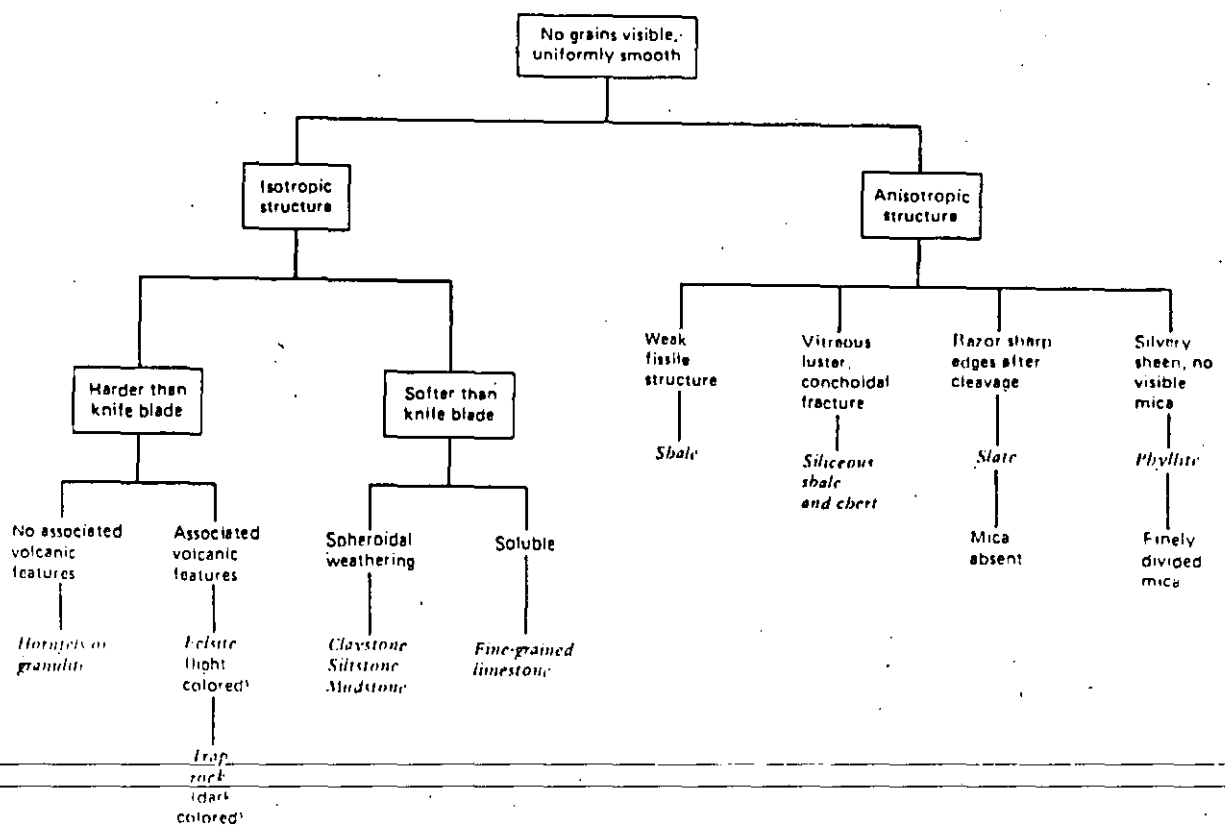 No grains visible,
uniformly smooth
Isotropic
structure
Anisotropic
structure
Harder than
knife blade
Softer than
knife blade
Weak
fissile
structure
Shale
Vitreous
luster,
conchoidal
fracture
Siliceous
shale
and chert
Razor sharp
edges after
cleavage
Slate
Mica
absent
Silvery
sheen, no
visible
mica
Phyllite
Finely
divided
mica
No associated
volcanic
features
Hornfels or
granulite
Associated
volcanic
features
Felsite
(light
colored)
Trap
rock
(dark
colored)
Spheroidal
weathering
Claystone
Siltstone
Mudstone
Soluble
Fine-grained
limestone